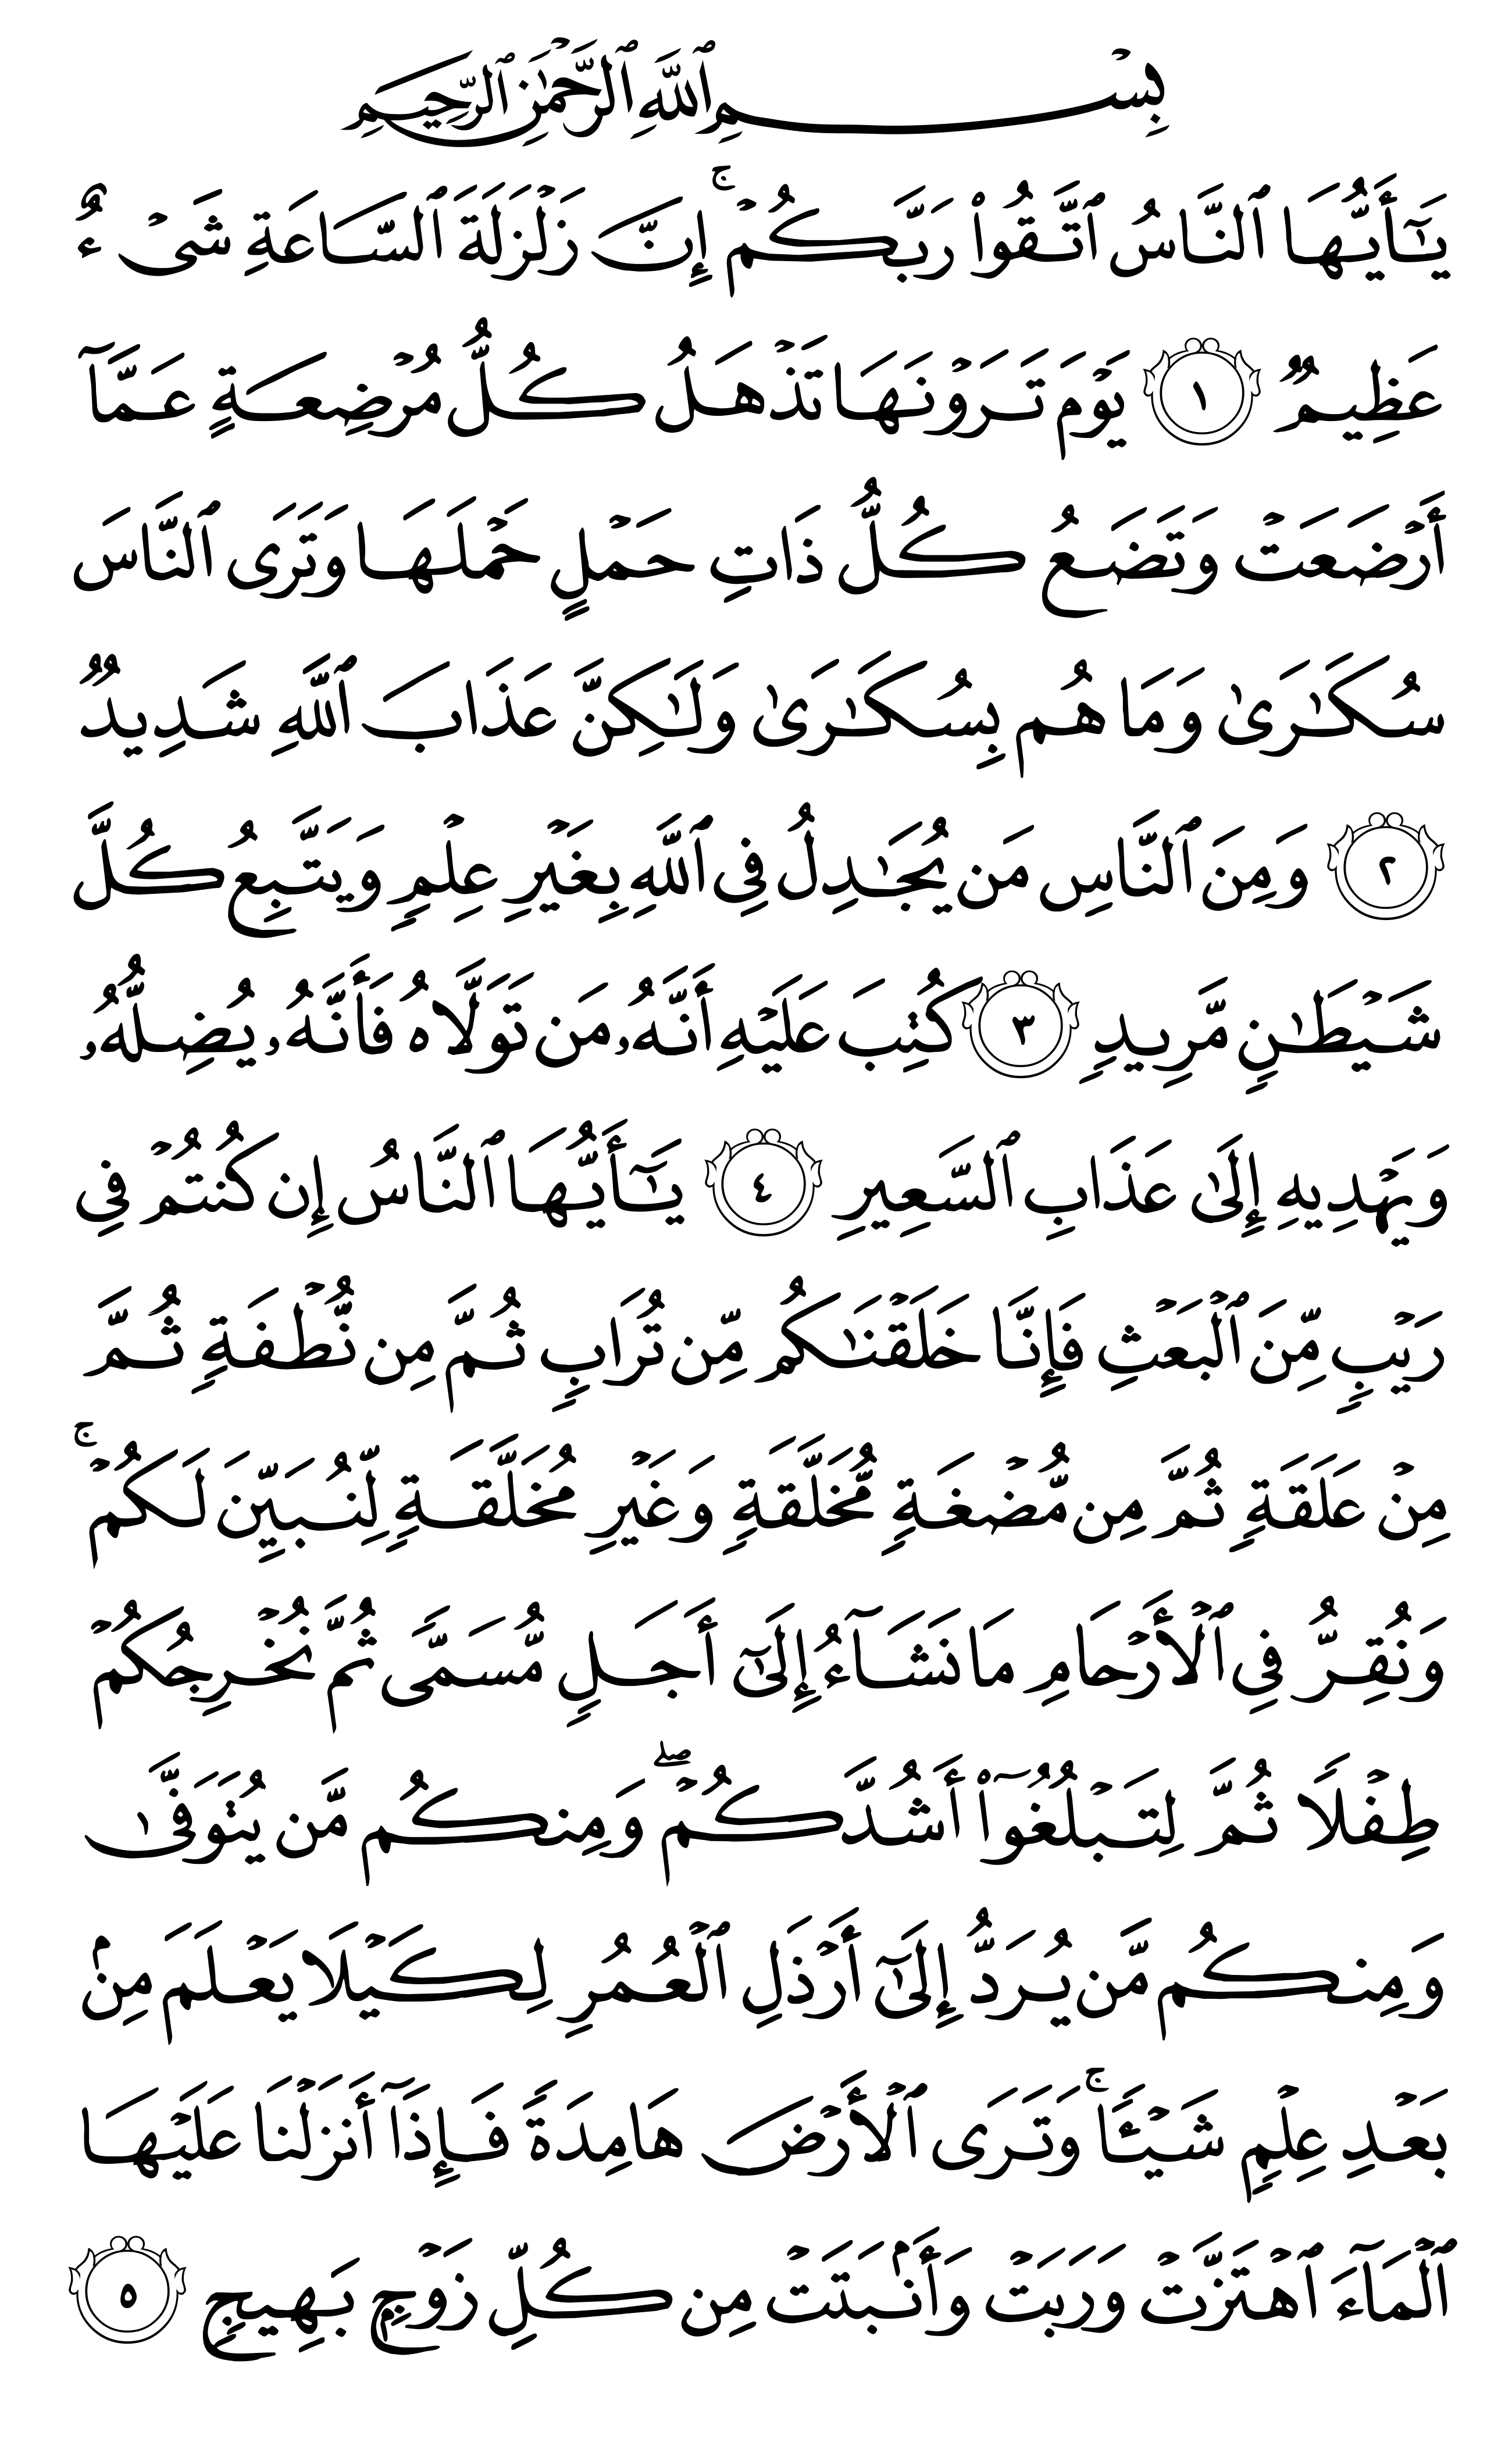 بِسْمِ ٱللَّهِ ٱلرَّحْمَٰنِ ٱلرَّحِيمِ
يَـٰٓأَيُّهَا ٱلنَّاسُ ٱتَّقُوا۟ رَبَّكُمْ ۚ إِنَّ زَلْزَلَةَ ٱلسَّاعَةِ شَىْءٌ
عَظِيمٌ ١ يَوْمَ تَرَوْنَهَا تَذْهَلُ كُلُّ مُرْضِعَةٍ عَمَّآ
أَرْضَعَتْ وَتَضَعُ كُلُّ ذَاتِ حَمْلٍ حَمْلَهَا وَتَرَى ٱلنَّاسَ
سُكَـٰرَىٰ وَمَا هُم بِسُكَـٰرَىٰ وَلَـٰكِنَّ عَذَابَ ٱللَّهِ شَدِيدٌ
٢ وَمِنَ ٱلنَّاسِ مَن يُجَـٰدِلُ فِى ٱللَّهِ بِغَيْرِ عِلْمٍ وَيَتَّبِعُ كُلَّ
شَيْطَـٰنٍ مَّرِيدٍ ٣ كُتِبَ عَلَيْهِ أَنَّهُۥ مَن تَوَلَّاهُ فَأَنَّهُۥ يُضِلُّهُۥ
وَيَهْدِيهِ إِلَىٰ عَذَابِ ٱلسَّعِيرِ ٤ يَـٰٓأَيُّهَا ٱلنَّاسُ إِن كُنتُمْ فِى
رَيْبٍ مِّنَ ٱلْبَعْثِ فَإِنَّا خَلَقْنَـٰكُم مِّن تُرَابٍ ثُمَّ مِن نُّطْفَةٍ ثُمَّ
مِنْ عَلَقَةٍ ثُمَّ مِن مُّضْغَةٍ مُّخَلَّقَةٍ وَغَيْرِ مُخَلَّقَةٍ لِّنُبَيِّنَ لَكُمْ ۚ
وَنُقِرُّ فِى ٱلْأَرْحَامِ مَا نَشَآءُ إِلَىٰٓ أَجَلٍ مُّسَمًّى ثُمَّ نُخْرِجُكُمْ
طِفْلًا ثُمَّ لِتَبْلُغُوٓا۟ أَشُدَّكُمْ ۖ وَمِنكُم مَّن يُتَوَفَّىٰ
وَمِنكُم مَّن يُرَدُّ إِلَىٰٓ أَرْذَلِ ٱلْعُمُرِ لِكَيْلَا يَعْلَمَ مِنۢ
بَعْدِ عِلْمٍ شَيْـًٔا ۚ وَتَرَى ٱلْأَرْضَ هَامِدَةً فَإِذَآ أَنزَلْنَا عَلَيْهَا
ٱلْمَآءَ ٱهْتَزَّتْ وَرَبَتْ وَأَنۢبَتَتْ مِن كُلِّ زَوْجٍۭ بَهِيجٍ ٥